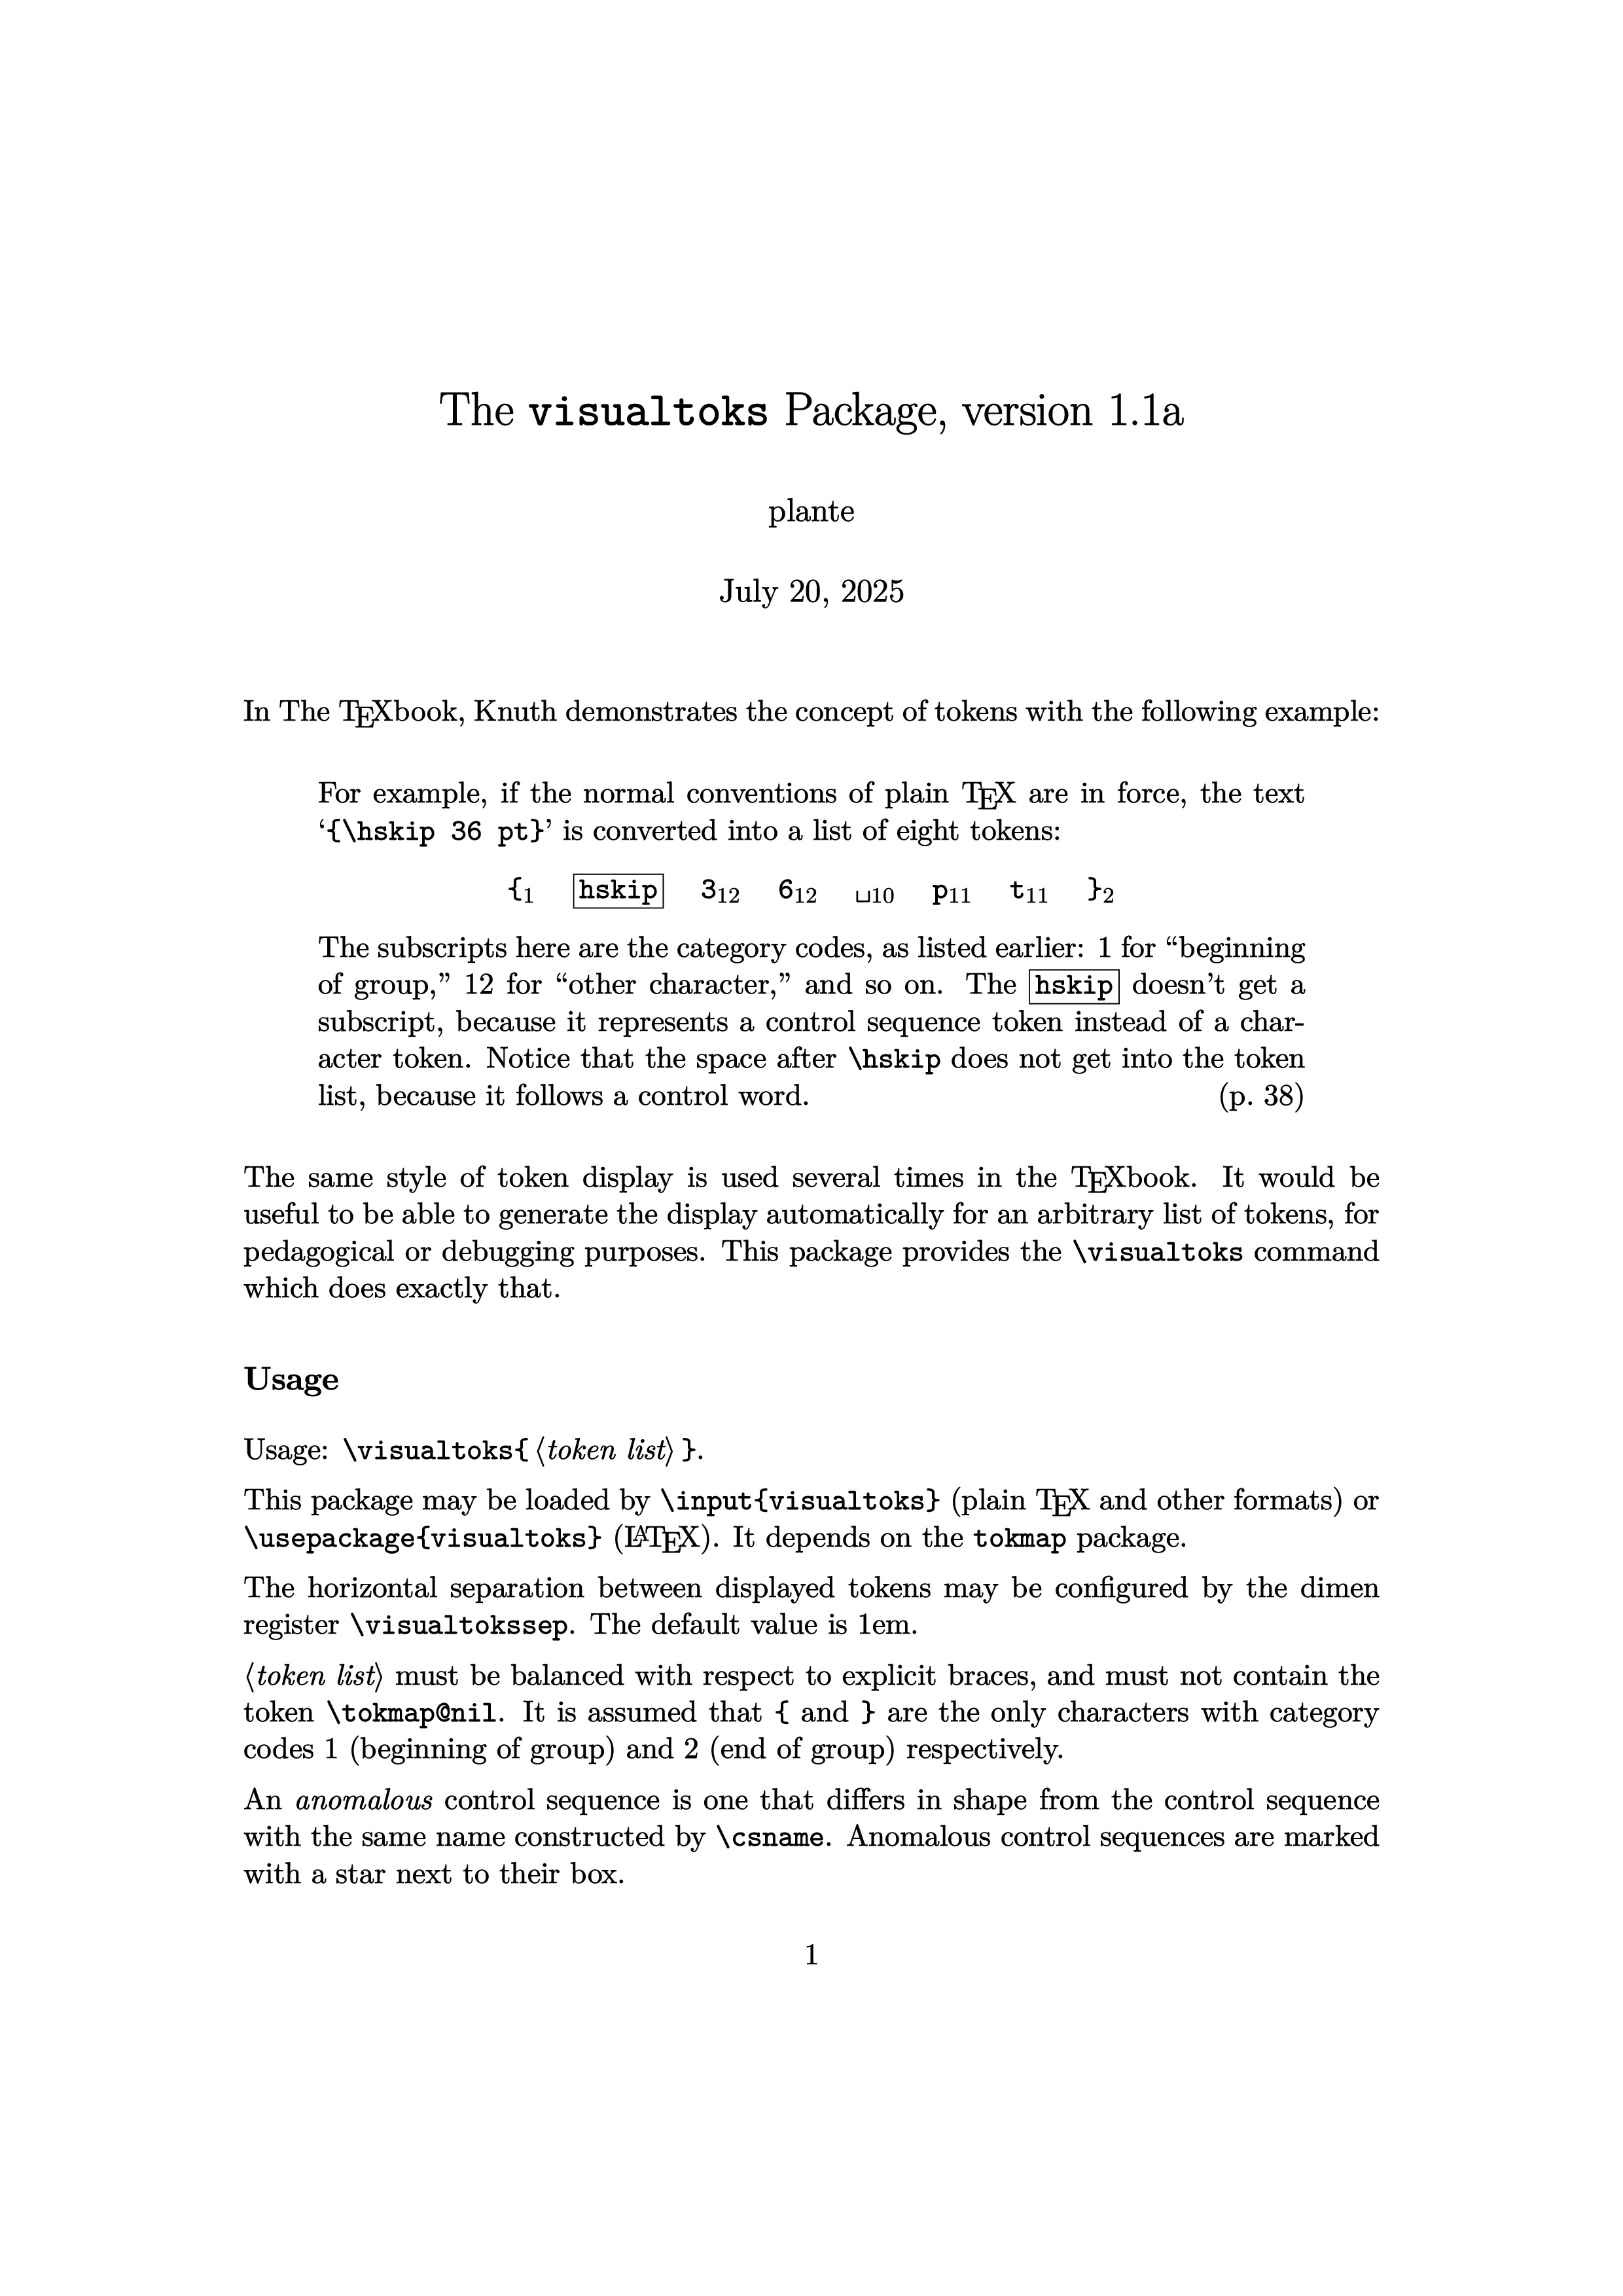 The visualtoks Package, version 1.1a
plante
July 20, 2025
In The TEXbook, Knuth demonstrates the concept of tokens with the following example:
For example, if the normal conventions of plain TEX are in force, the text
‘{\hskip 36 pt}’ is converted into a list of eight tokens:
{₁ hskip 3₁₂ 6₁₂ ␣₁₀ p₁₁ t₁₁ }₂
The subscripts here are the category codes, as listed earlier: 1 for “beginning
of group,” 12 for “other character,” and so on. The hskip doesn’t get a
subscript, because it represents a control sequence token instead of a char-
acter token. Notice that the space after \hskip does not get into the token
list, because it follows a control word. (p. 38)
The same style of token display is used several times in the TEXbook. It would be
useful to be able to generate the display automatically for an arbitrary list of tokens, for
pedagogical or debugging purposes. This package provides the \visualtoks command
which does exactly that.
Usage
Usage: \visualtoks{⟨token list⟩}.
This package may be loaded by \input{visualtoks} (plain TEX and other formats) or
\usepackage{visualtoks} (LATEX). It depends on the tokmap package.
The horizontal separation between displayed tokens may be configured by the dimen
register \visualtokssep. The default value is 1em.
⟨token list⟩ must be balanced with respect to explicit braces, and must not contain the
token \tokmap@nil. It is assumed that { and } are the only characters with category
codes 1 (beginning of group) and 2 (end of group) respectively.
An anomalous control sequence is one that differs in shape from the control sequence
with the same name constructed by \csname. Anomalous control sequences are marked
with a star next to their box.
1